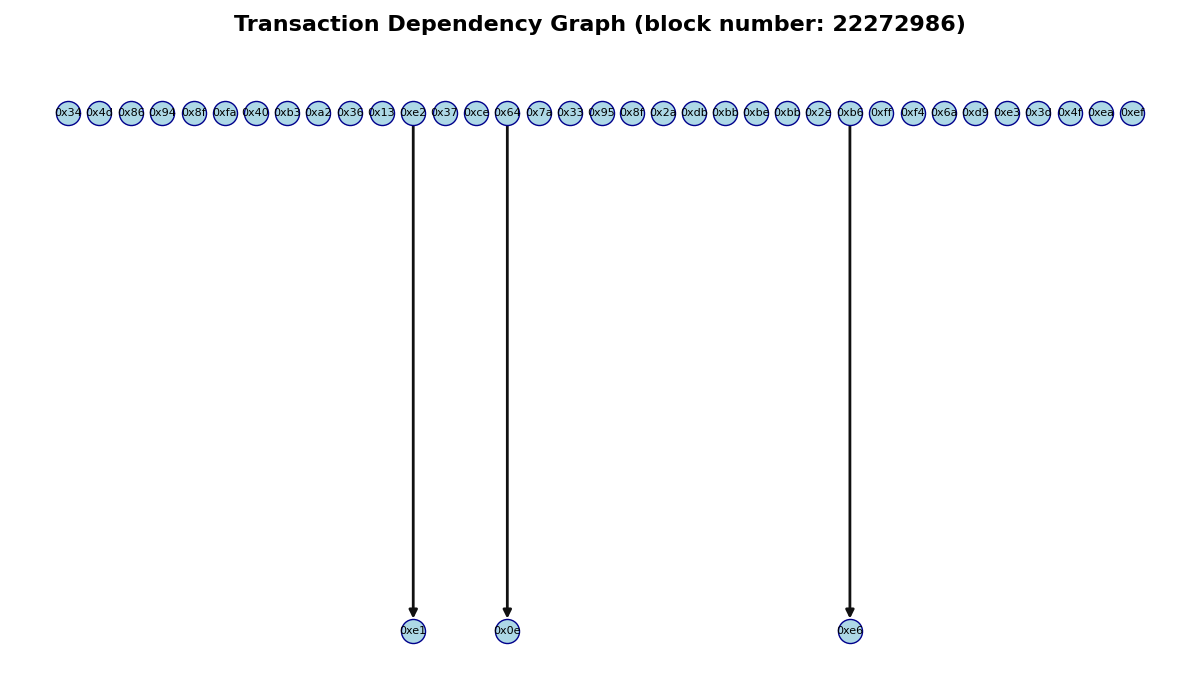 Transaction Dependency Graph (block number: 22272986)
0x34 0x4d 0x86 0x94 0x8f 0xfa 0x40 0xb3 0xa2 0x36 0x13 0xe2 0x37 0xce 0x64 0x7a 0x33 0x95 0x8f 0x2a 0xdb 0xbb 0xbe 0xbb 0x2e 0xb6 0xff 0xf4 0x6a 0xd9 0xe3 0x3d 0x4f 0xea 0xef
0xe1 0x0e 0xe6